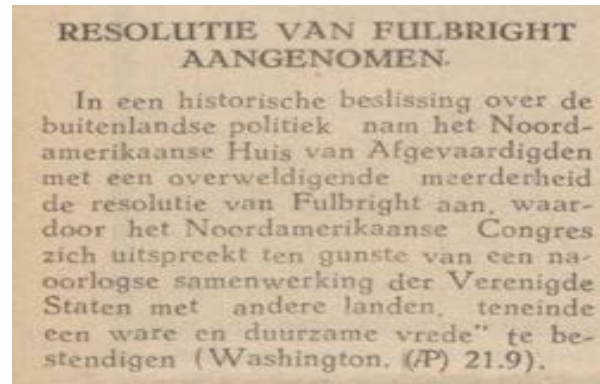 RESOLUTIE VAN FULBRIGHT
AANGENOMEN.
In een historische beslissing over de
buitenlandse politiek nam het Noord-
amerikaanse Huis van Afgevaardigden
met een overweldigende meerderheid
de resolutie van Fulbright aan, waar-
door het Noordamerikaanse Congres
zich uitspreekt ten gunste van een na-
oorlogse samenwerking der Verenigde
Staten met andere landen, teneinde
een ware en duurzame vrede" te be-
stendigen (Washington. (AP) 21.9).